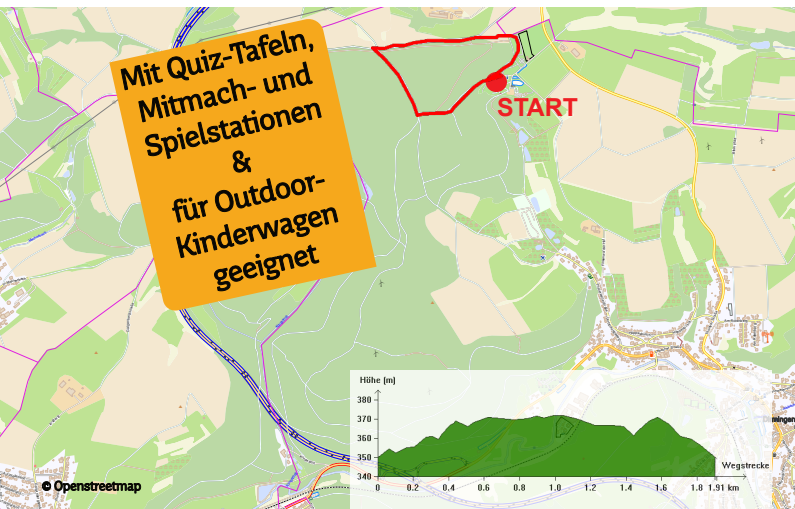 Mit Quiz-Tafeln,
Mitmach- und
Spielstationen
&
für Outdoor-
Kinderwagen
geeignet
START
Höhe (m)
380
370
360
350
340
Wegstrecke
0 0.2 0.4 0.6 0.8 1.0 1.2 1.4 1.6 1.8 1.91 km
© Openstreetmap